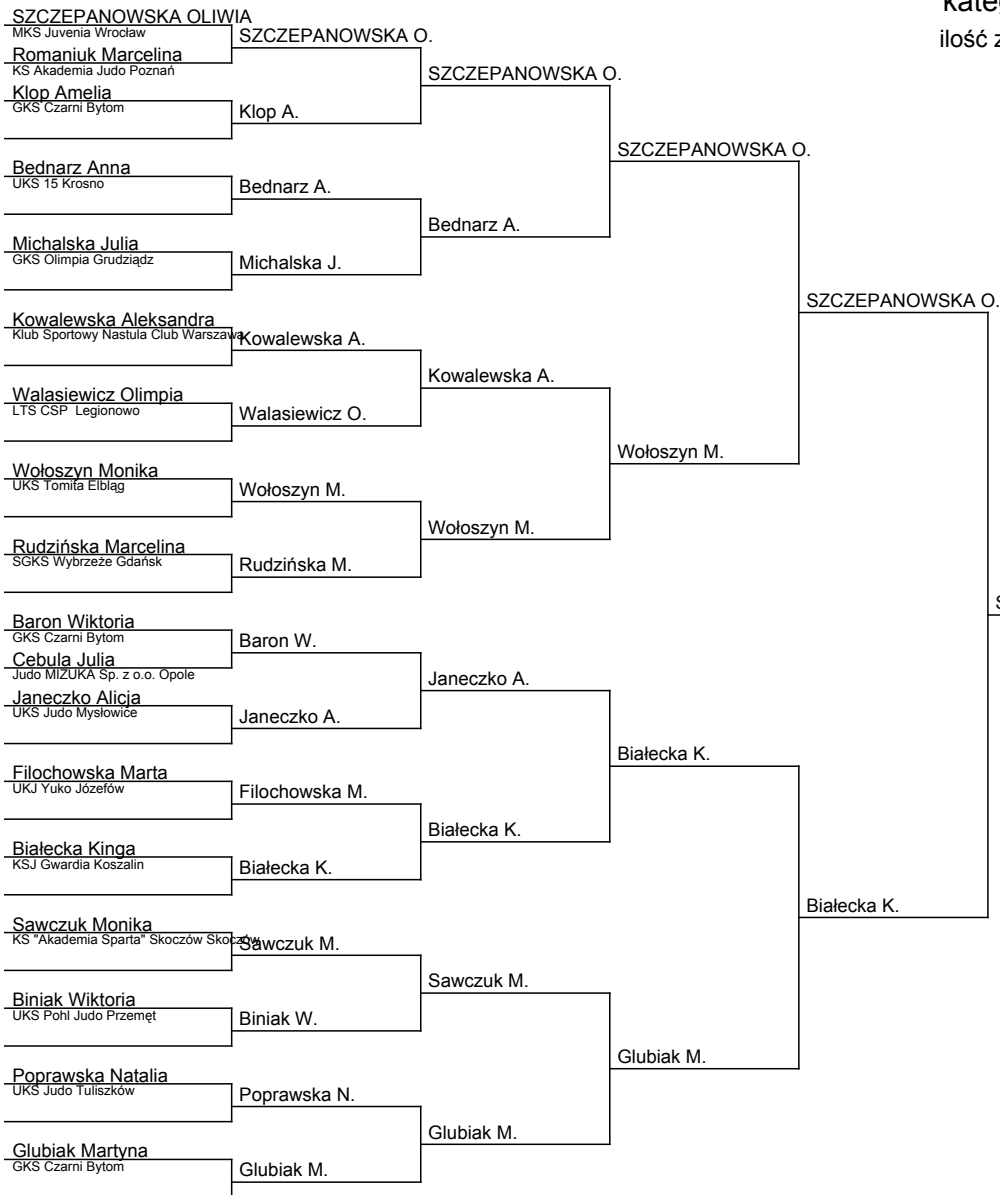 kate
ilość z
SZCZEPANOWSKA OLIWIA
MKS Juvenia Wrocław
SZCZEPANOWSKA O.
Romaniuk Marcelina
KS Akademia Judo Poznań
SZCZEPANOWSKA O.
Klop Amelia
GKS Czarni Bytom
Klop A.
SZCZEPANOWSKA O.
Bednarz Anna
UKS 15 Krosno
Bednarz A.
Bednarz A.
Michalska Julia
GKS Olimpia Grudziądz
Michalska J.
SZCZEPANOWSKA O.
Kowalewska Aleksandra
Klub Sportowy Nastula Club Warszawa
Kowalewska A.
Kowalewska A.
Walasiewicz Olimpia
LTS CSP Legionowo
Walasiewicz O.
Wołoszyn M.
Wołoszyn Monika
UKS Tomita Elbląg
Wołoszyn M.
Wołoszyn M.
Rudzińska Marcelina
SGKS Wybrzeże Gdańsk
Rudzińska M.
S
Baron Wiktoria
GKS Czarni Bytom
Baron W.
Cebula Julia
Judo MIZUKA Sp. z o.o. Opole
Janeczko A.
Janeczko Alicja
UKS Judo Mysłowice
Janeczko A.
Białecka K.
Filochowska Marta
UKJ Yuko Józefów
Filochowska M.
Białecka K.
Białecka Kinga
KSJ Gwardia Koszalin
Białecka K.
Białecka K.
Sawczuk Monika
KS "Akademia Sparta" Skoczów Skoczów
Sawczuk M.
Sawczuk M.
Biniak Wiktoria
UKS Pohl Judo Przemęt
Biniak W.
Glubiak M.
Poprawska Natalia
UKS Judo Tuliszków
Poprawska N.
Glubiak M.
Glubiak Martyna
GKS Czarni Bytom
Glubiak M.